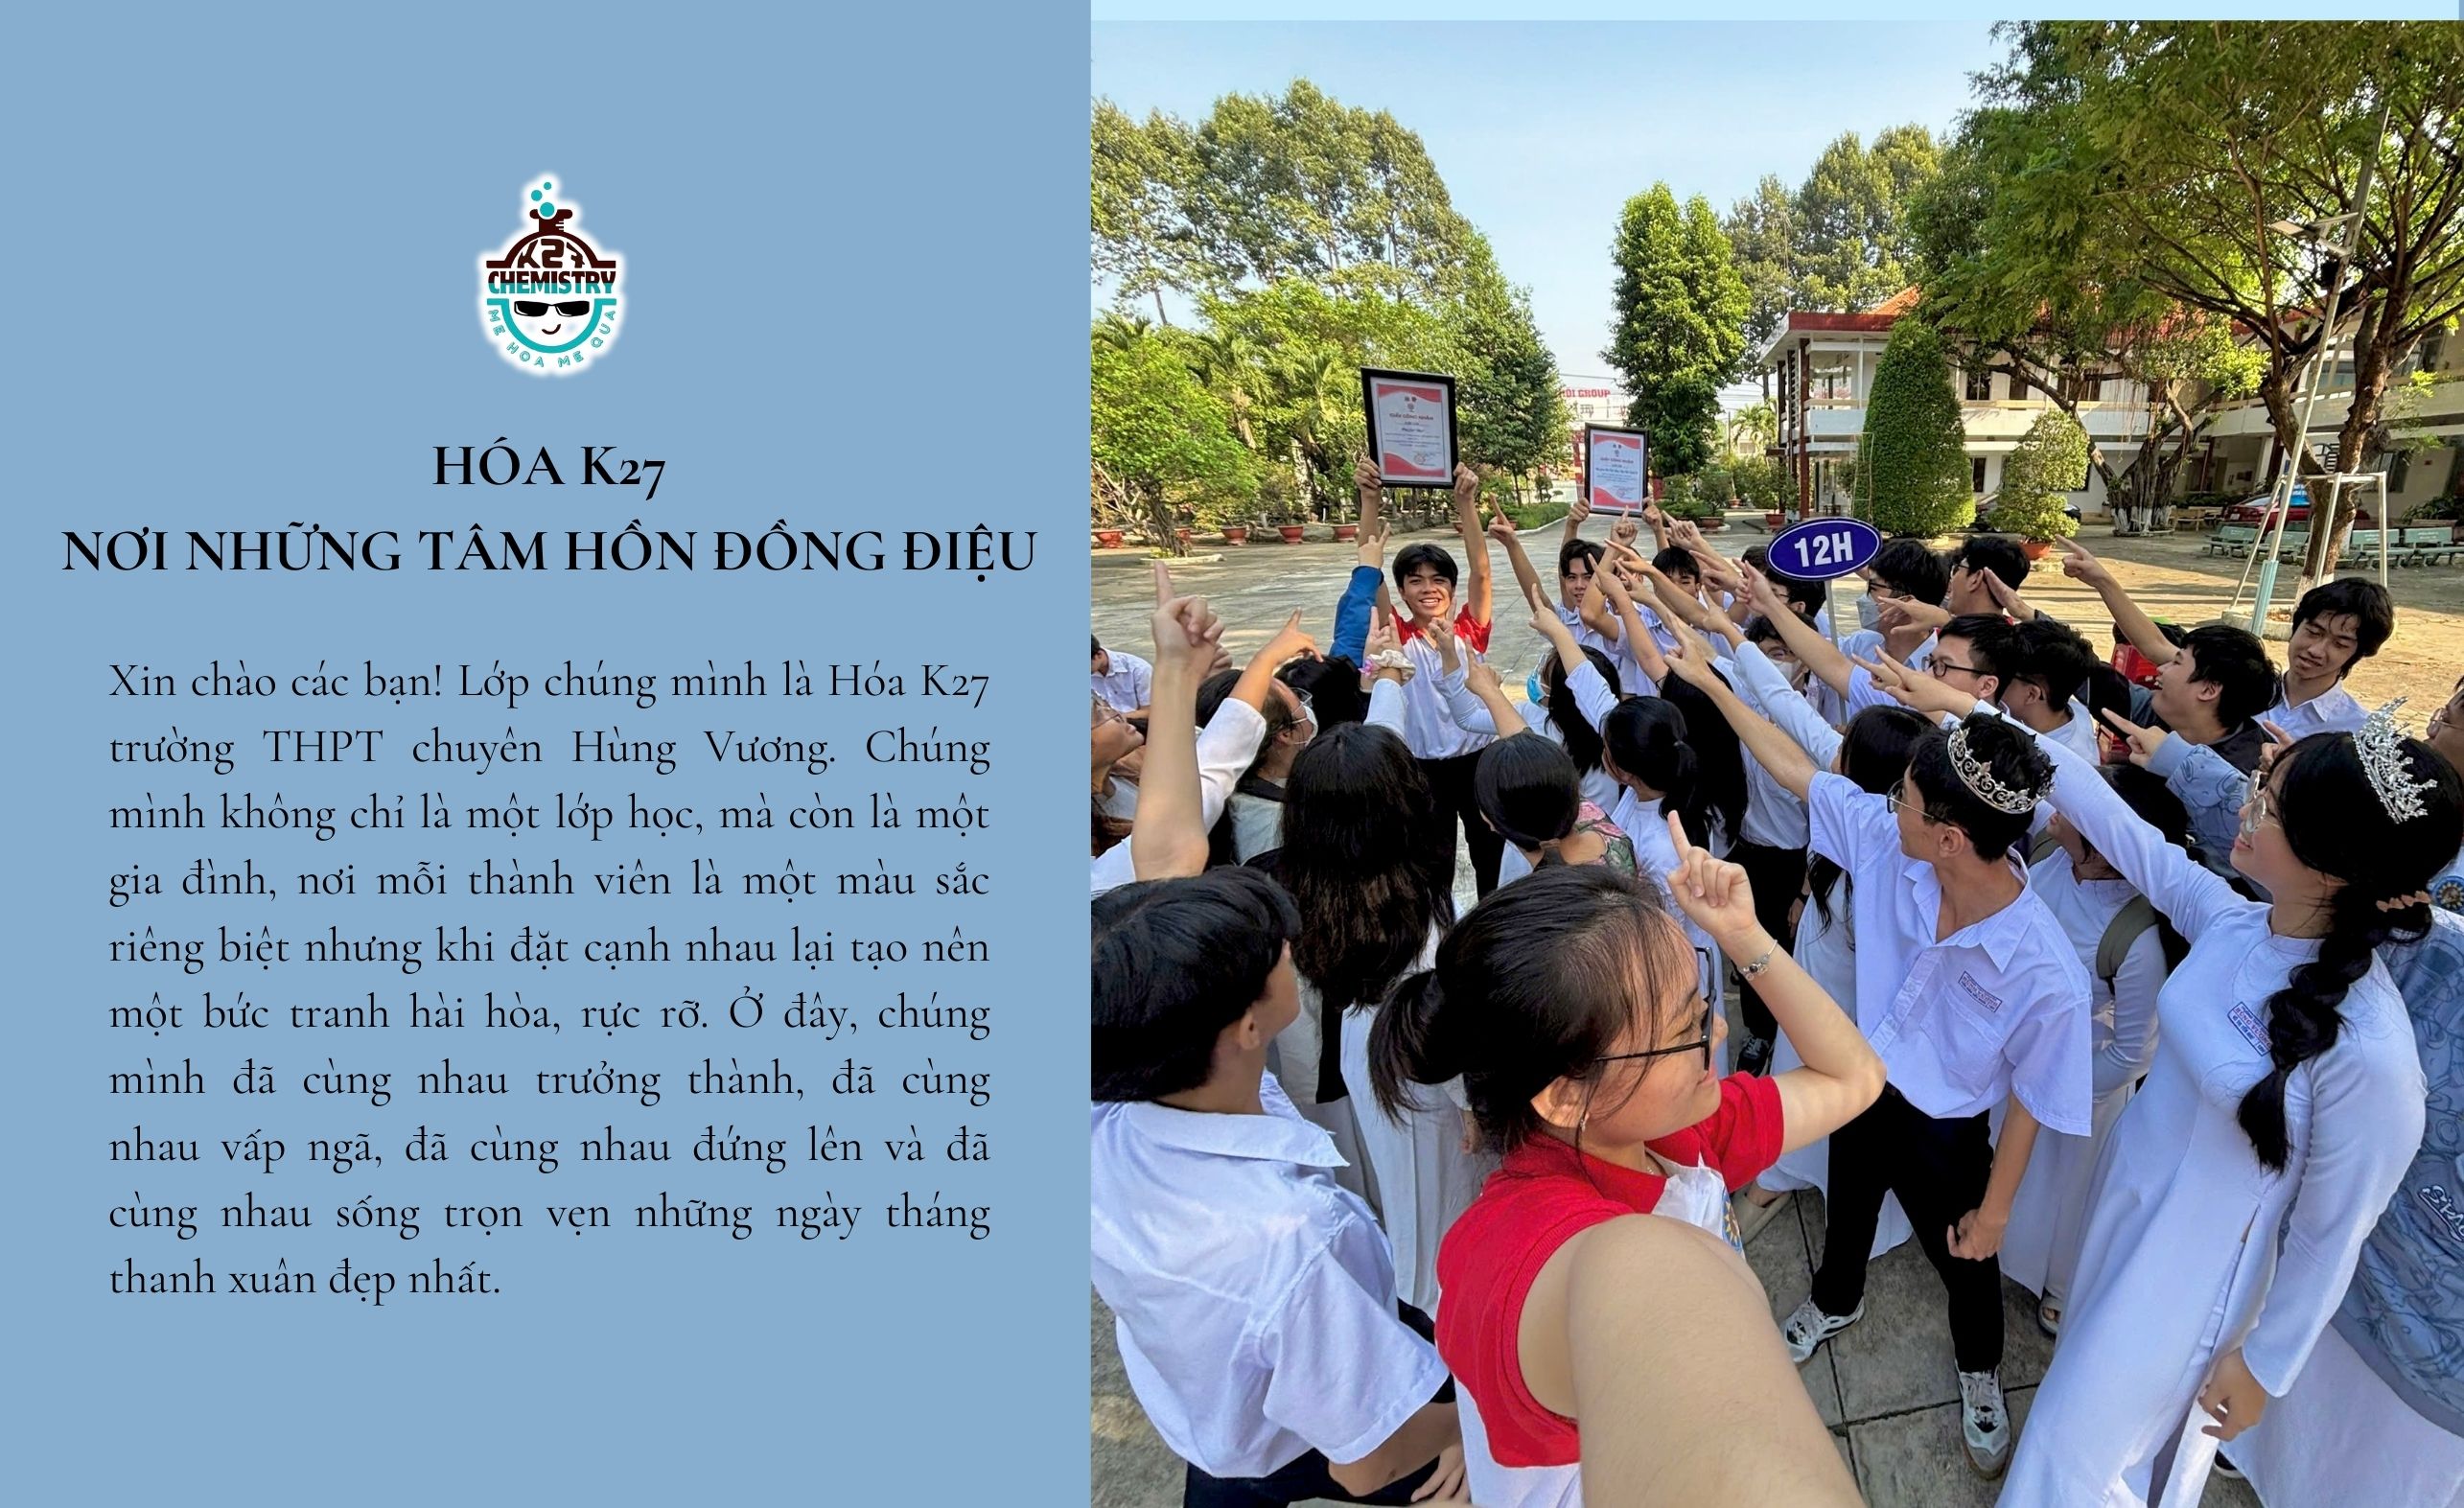 K27
CHEMISTRY
ME HOA ME QUA
HÓA K27
NƠI NHỮNG TÂM HỒN ĐỒNG ĐIỆU
Xin chào các bạn! Lớp chúng mình là Hóa K27
trường THPT chuyên Hùng Vương. Chúng
mình không chỉ là một lớp học, mà còn là một
gia đình, nơi mỗi thành viên là một màu sắc
riêng biệt nhưng khi đặt cạnh nhau lại tạo nên
một bức tranh hài hòa, rực rỡ. Ở đây, chúng
mình đã cùng nhau trưởng thành, đã cùng
nhau vấp ngã, đã cùng nhau đứng lên và đã
cùng nhau sống trọn vẹn những ngày tháng
thanh xuân đẹp nhất.
GROUP
12H